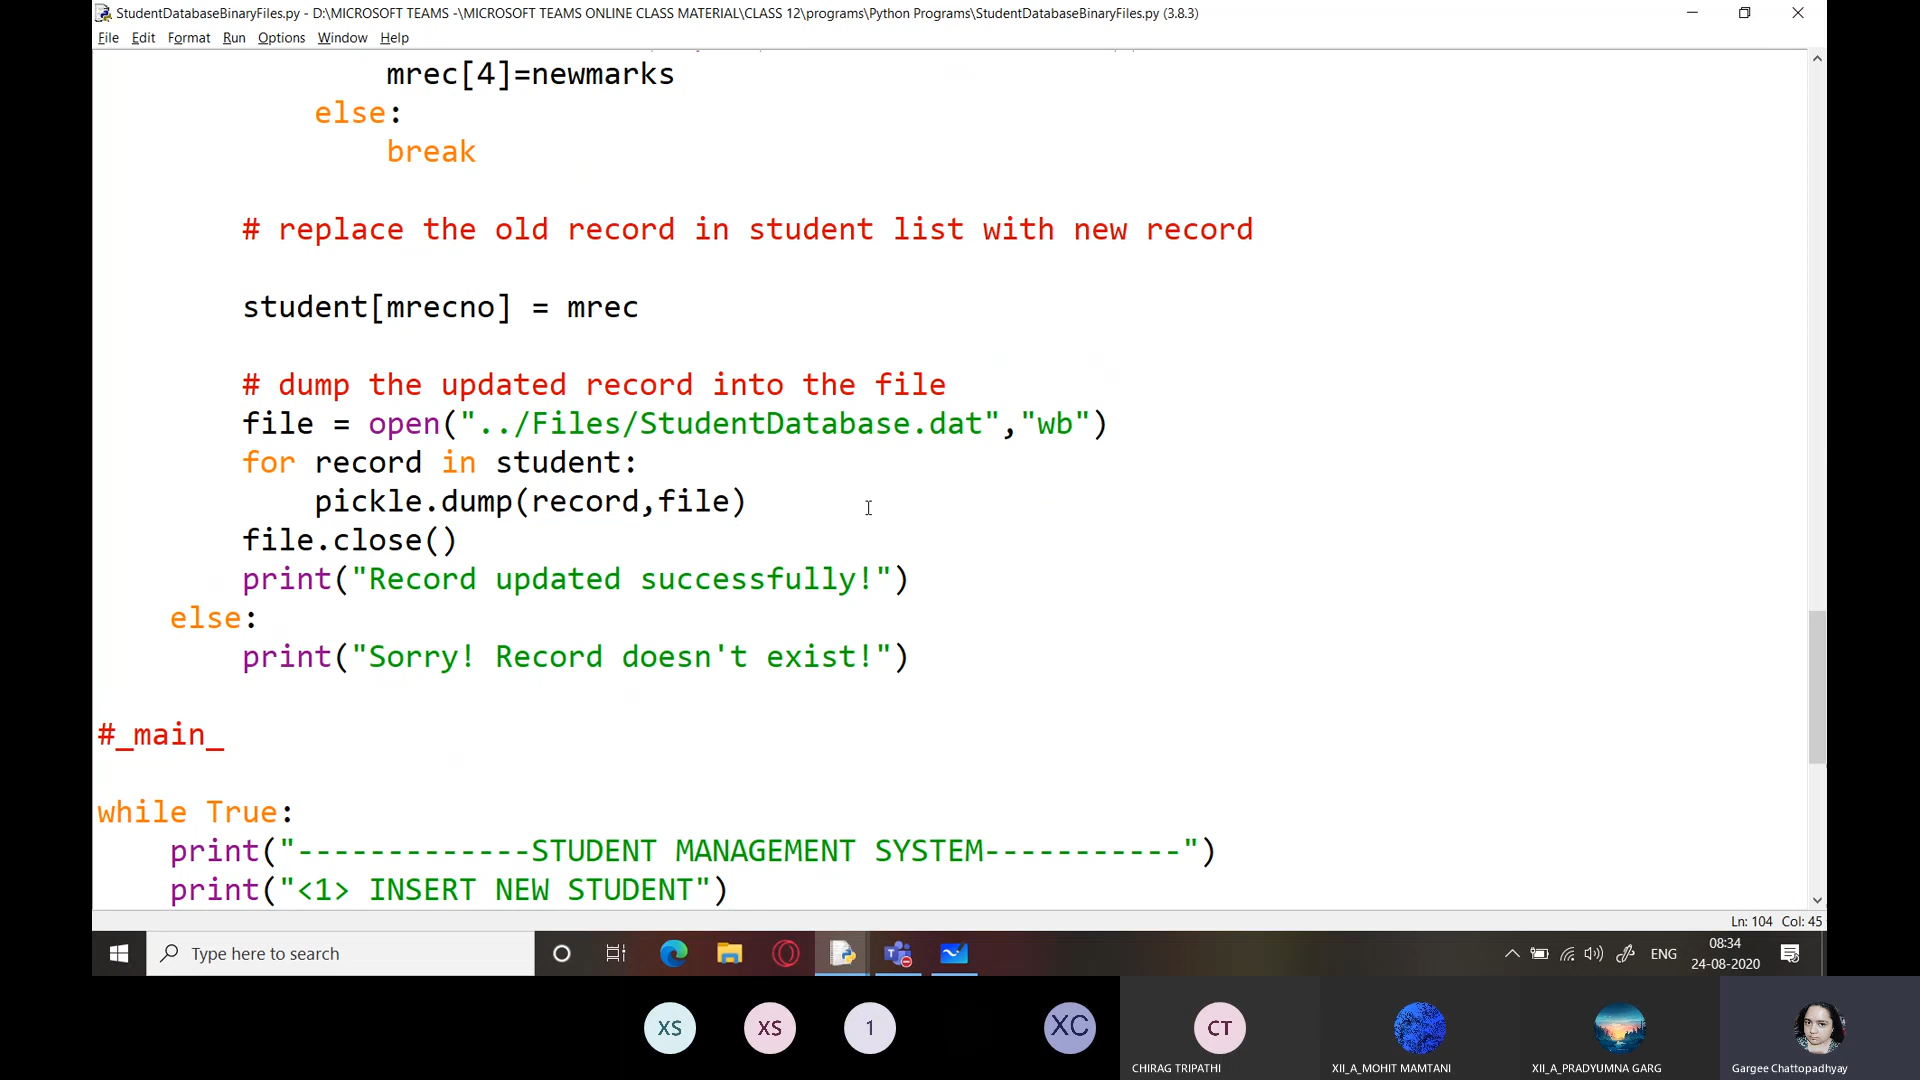 StudentDatabaseBinaryFiles.py - D:\MICROSOFT TEAMS -\MICROSOFT TEAMS ONLINE CLASS MATERIAL\CLASS 12\programs\Python Programs\StudentDatabaseBinaryFiles.py (3.8.3)
File Edit Format Run Options Window Help
mrec[4]=newmarks
else:
break
# replace the old record in student list with new record
student[mrecno] = mrec
# dump the updated record into the file
file = open("../Files/StudentDatabase.dat","wb")
for record in student:
pickle.dump(record,file)
file.close()
print("Record updated successfully!")
else:
print("Sorry! Record doesn't exist!")
#_main_
while True:
print("-------------STUDENT MANAGEMENT SYSTEM-----------")
print("<1> INSERT NEW STUDENT")
Ln: 104 Col: 45
Type here to search
ENG
08:34
24-08-2020
XS
XS
1
XC
CT
CHIRAG TRIPATHI
XII_A_MOHIT MAMTANI
XII_A_PRADYUMNA GARG
Gargee Chattopadhyay